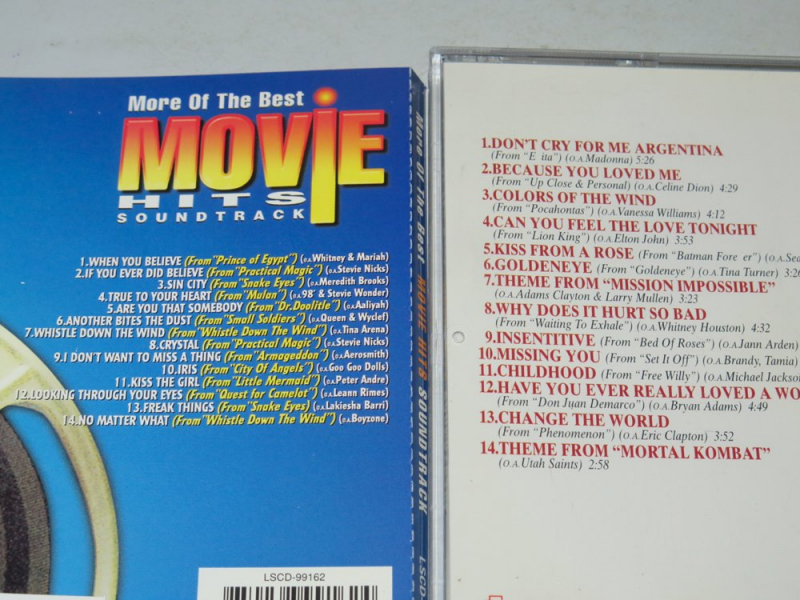 More Of The Best
MOViE
HITS
SOUNDTRACK
1.WHEN YOU BELIEVE (From"Prince of Egypt") (O.A.Whitney & Mariah)
2.IF YOU EVER DID BELIEVE (From"Practical Magic") (O.A.Stevie Nicks)
3.SIN CITY (From"Snake Eyes") (O.A.Meredith Brooks)
4.TRUE TO YOUR HEART (From"Mulan") (O.A.98° & Stevie Wonder)
5.ARE YOU THAT SOMEBODY (From"Dr.Doolitle") (O.A.Aaliyah)
6.ANOTHER BITES THE DUST (From"Small Soldiers") (O.A.Queen & Wyclef)
7.WHISTLE DOWN THE WIND (From"Whistle Down The Wind") (O.A.Tina Arena)
8.CRYSTAL (From"Practical Magic") (O.A.Stevie Nicks)
9.I DON'T WANT TO MISS A THING (From"Armageddon") (O.A.Aerosmith)
10.IRIS (From"City Of Angels") (O.A.Goo Goo Dolls)
11.KISS THE GIRL (From"Little Mermaid") (O.A.Peter Andre)
12.LOOKING THROUGH YOUR EYES (From"Quest for Camelot") (O.A.Leann Rimes)
13.FREAK THINGS (From"Snake Eyes) (O.A.Lakiesha Barri)
14.NO MATTER WHAT (From"Whistle Down The Wind") (O.A.Boyzone)
LSCD-99162
More Of The Best MOVIE HITS SOUNDTRACK LSCD-
1.DON'T CRY FOR ME ARGENTINA
(From "E ita") (O.A.Madonna) 5:26
2.BECAUSE YOU LOVED ME
(From "Up Close & Personal) (O.A.Celine Dion) 4:29
3.COLORS OF THE WIND
(From "Pocahontas") (O.A.Vanessa Williams) 4:12
4.CAN YOU FEEL THE LOVE TONIGHT
(From "Lion King") (O.A.Elton John) 3:53
5.KISS FROM A ROSE (From "Batman Fore er") (O.A.Sea
6.GOLDENEYE (From "Goldeneye") (O.A.Tina Turner) 3:26
7.THEME FROM "MISSION IMPOSSIBLE"
(O.A.Adams Clayton & Larry Mullen) 3:23
8.WHY DOES IT HURT SO BAD
(From "Waiting To Exhale") (O.A.Whitney Houston) 4:32
9.INSENTITIVE (From "Bed Of Roses") (O.A.Jann Arden)
10.MISSING YOU (From "Set It Off") (O.A.Brandy, Tamia)
11.CHILDHOOD (From "Free Willy") (O.A.Michael Jackson
12.HAVE YOU EVER REALLY LOVED A WO
(From "Don Juan Demarco") (O.A.Bryan Adams) 4:49
13.CHANGE THE WORLD
(From "Phenomenon") (O.A.Eric Clapton) 3:52
14.THEME FROM "MORTAL KOMBAT"
(O.A.Utah Saints) 2:58